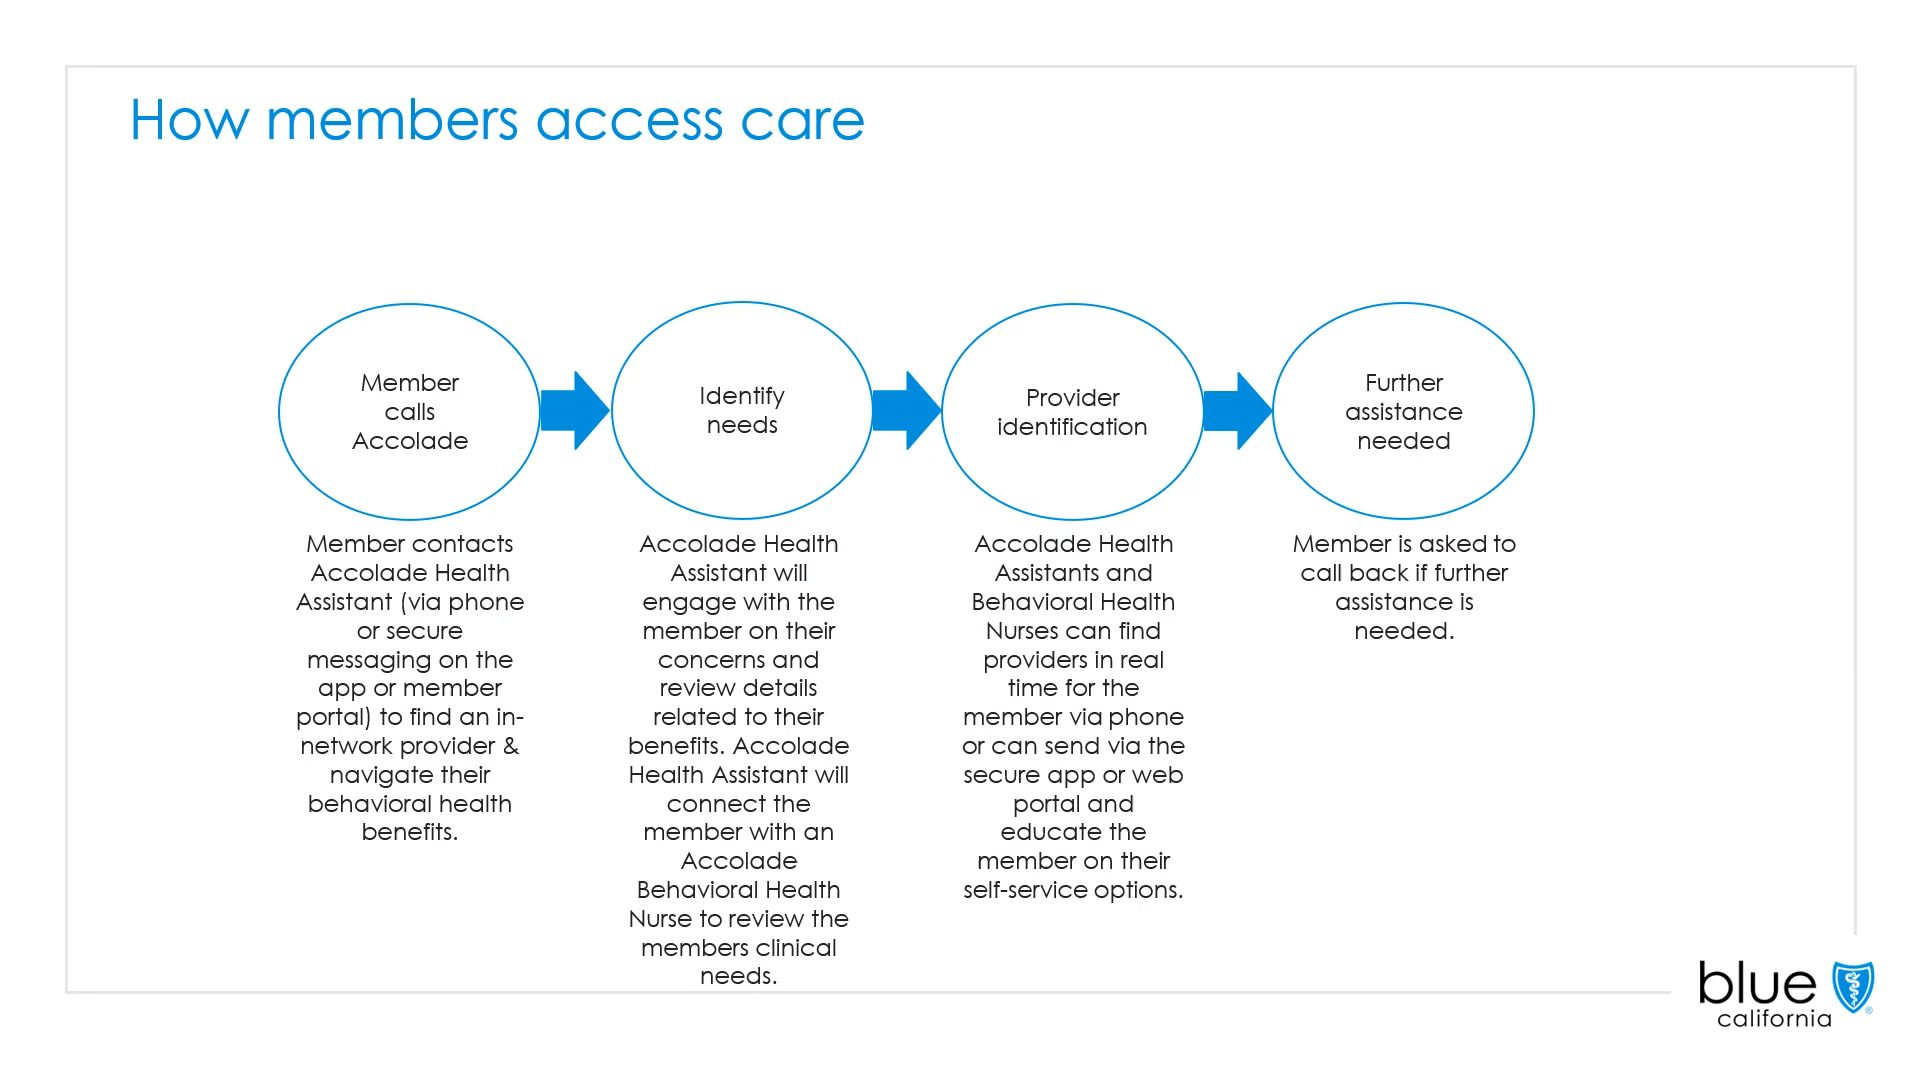 How members access care
Member
calls
Accolade
Identify
needs
Provider
identification
Further
assistance
needed
Member contacts
Accolade Health
Assistant (via phone
or secure
messaging on the
app or member
portal) to find an in-
network provider &
navigate their
behavioral health
benefits.
Accolade Health
Assistant will
engage with the
member on their
concerns and
review details
related to their
benefits. Accolade
Health Assistant will
connect the
member with an
Accolade
Behavioral Health
Nurse to review the
members clinical
needs.
Accolade Health
Assistants and
Behavioral Health
Nurses can find
providers in real
time for the
member via phone
or can send via the
secure app or web
portal and
educate the
member on their
self-service options.
Member is asked to
call back if further
assistance is
needed.
blue
california
®